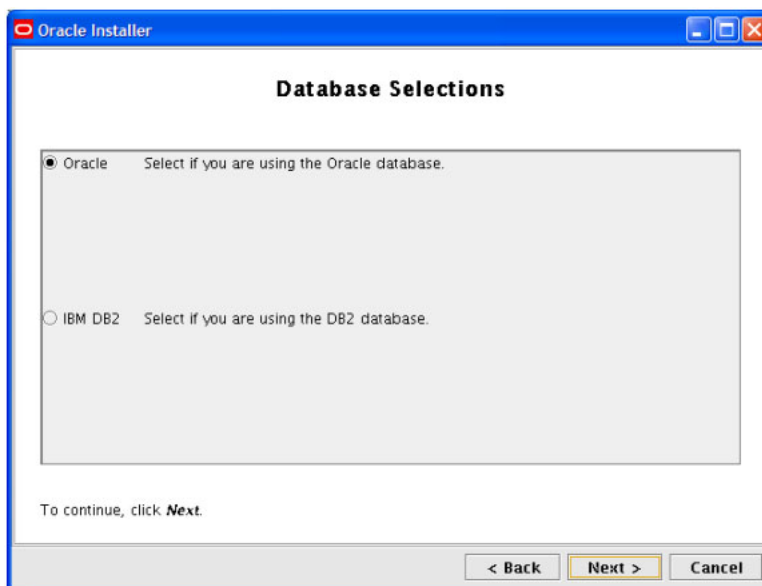 Oracle Installer
Database Selections
Oracle Select if you are using the Oracle database.
IBM DB2 Select if you are using the DB2 database.
To continue, click Next.
< Back Next > Cancel